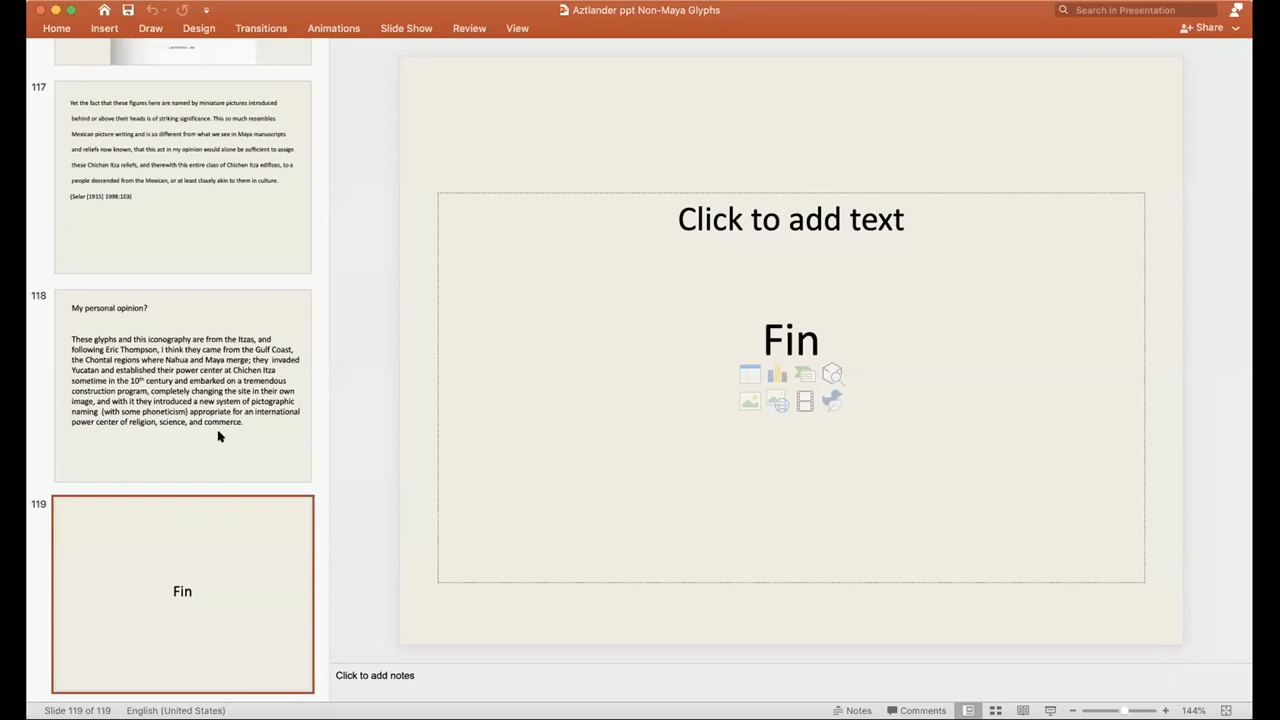 Aztlander ppt Non-Maya Glyphs
Search in Presentation
Home Insert Draw Design Transitions Animations Slide Show Review View
Share
117
Yet the fact that these figures here are named by miniature pictures introduced
behind or above their heads is of striking significance. This so much resembles
Mexican picture writing and is so different from what we see in Maya manuscripts
and reliefs now known, that this act in my opinion would alone be sufficient to assign
these Chichen Itza reliefs, and therewith this entire class of Chichen Itza edifices, to a
people descended from the Mexican, or at least closely akin to them in culture.
(Seler [1915] 1998:103)
118
My personal opinion?
These glyphs and this iconography are from the Itzas, and
following Eric Thompson, I think they came from the Gulf Coast,
the Chontal regions where Nahua and Maya merge; they invaded
Yucatan and established their power center at Chichen Itza
sometime in the 10th century and embarked on a tremendous
construction program, completely changing the site in their own
image, and with it they introduced a new system of pictographic
naming (with some phoneticism) appropriate for an international
power center of religion, science, and commerce.
119
Fin
Click to add text
Fin
Click to add notes
Slide 119 of 119 English (United States)
Notes Comments 144%